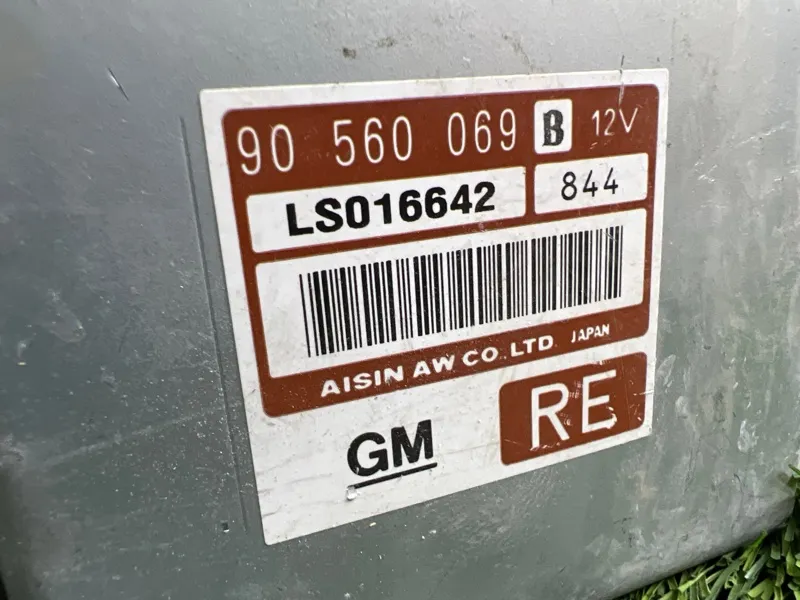 90 560 069 B 12V
LS016642 844
AISIN AW CO.,LTD. JAPAN
GM RE